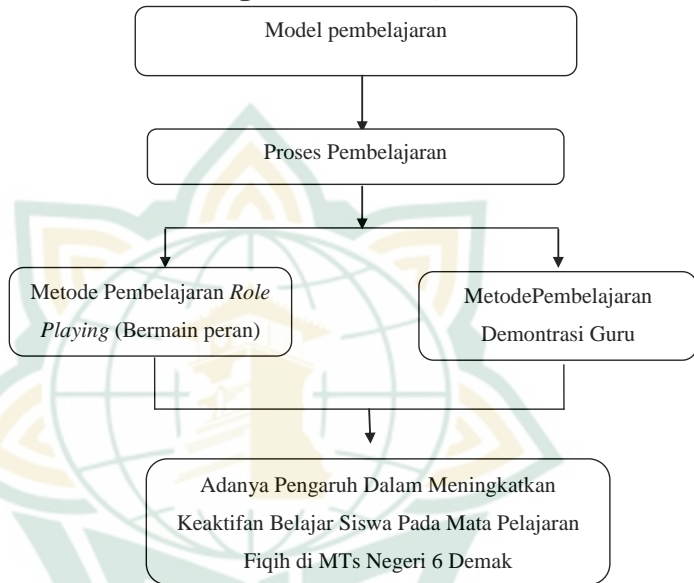 Model pembelajaran
Proses Pembelajaran
Metode Pembelajaran Role
Playing (Bermain peran)
MetodePembelajaran
Demontrasi Guru
Adanya Pengaruh Dalam Meningkatkan
Keaktifan Belajar Siswa Pada Mata Pelajaran
Fiqih di MTs Negeri 6 Demak